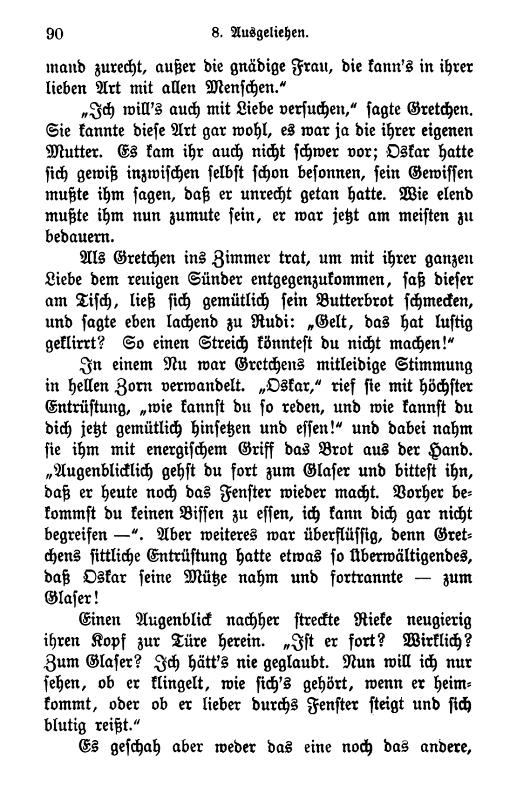 90
8. Ausgeliehen.
mand zurecht, außer die gnädige Frau, die kann's in ihrer
lieben Art mit allen Menschen.“
„Ich will's auch mit Liebe versuchen,“ sagte Gretchen.
Sie kannte diese Art gar wohl, es war ja die ihrer eigenen
Mutter. Es kam ihr auch nicht schwer vor; Oskar hatte
sich gewiß inzwischen selbst schon besonnen, sein Gewissen
mußte ihm sagen, daß er unrecht getan hatte. Wie elend
mußte ihm nun zumute sein, er war jetzt am meisten zu
bedauern.
Als Gretchen ins Zimmer trat, um mit ihrer ganzen
Liebe dem reuigen Sünder entgegenzukommen, saß dieser
am Tisch, ließ sich gemütlich sein Butterbrot schmecken,
und sagte eben lachend zu Rudi: „Gelt, das hat lustig
geklirrt? So einen Streich könntest du nicht machen!“
In einem Nu war Gretchens mitleidige Stimmung
in hellen Zorn verwandelt. „Oskar,“ rief sie mit höchster
Entrüstung, „wie kannst du so reden, und wie kannst du
dich jetzt gemütlich hinsetzen und essen!“ und dabei nahm
sie ihm mit energischem Griff das Brot aus der Hand.
„Augenblicklich gehst du fort zum Glaser und bittest ihn,
daß er heute noch das Fenster wieder macht. Vorher be-
kommst du keinen Bissen zu essen, ich kann dich gar nicht
begreifen —“. Aber weiteres war überflüssig, denn Gret-
chens sittliche Entrüstung hatte etwas so Überwältigendes,
daß Oskar seine Mütze nahm und fortrannte — zum
Glaser!
Einen Augenblick nachher streckte Rieke neugierig
ihren Kopf zur Türe herein. „Ist er fort? Wirklich?
Zum Glaser? Ich hätt's nie geglaubt. Nun will ich nur
sehen, ob er klingelt, wie sich's gehört, wenn er heim-
kommt, oder ob er lieber durchs Fenster steigt und sich
blutig reißt.“
Es geschah aber weder das eine noch das andere,